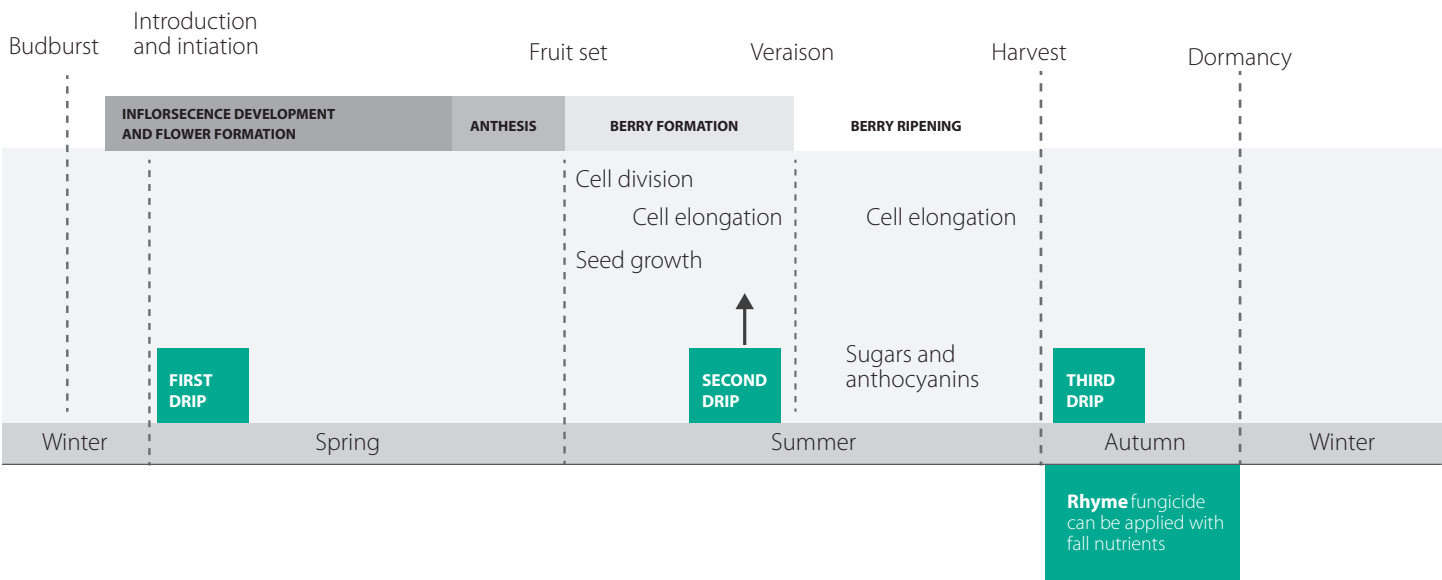 Budburst
Introduction
and intiation
Fruit set
Veraison
Harvest
Dormancy
INFLORSECENCE DEVELOPMENT
AND FLOWER FORMATION
ANTHESIS
BERRY FORMATION
BERRY RIPENING
Cell division
Cell elongation
Cell elongation
Seed growth
FIRST
DRIP
SECOND
DRIP
Sugars and
anthocyanins
THIRD
DRIP
Winter
Spring
Summer
Autumn
Winter
Rhyme fungicide
can be applied with
fall nutrients